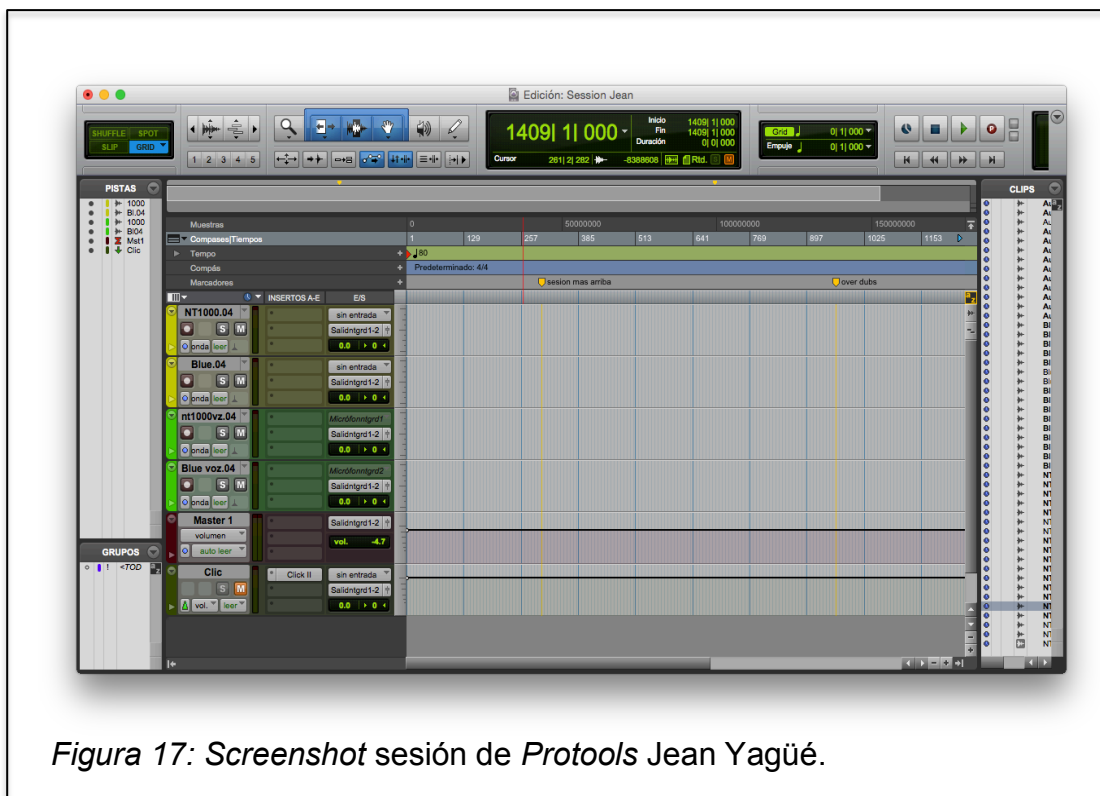 Edición: Session Jean
SHUFFLE SPOT
SLIP GRID
1 2 3 4 5
1409| 1| 000
Inicio 1409| 1| 000
Fin 1409| 1| 000
Duración 0| 0| 000
Cursor 261| 2| 282 -8388608 Rtd. S M
Grid 0| 1| 000
Empuje 0| 1| 000
PISTAS
1000
Bl.04
1000
Bl04
Mst1
Clic
GRUPOS
! <TOD
Muestras 0 50000000 100000000 150000000
Compases|Tiempos 1 129 257 385 513 641 769 897 1025 1153
Tempo 80
Compás Predeterminado: 4/4
Marcadores sesion mas arriba over dubs
INSERTOS A-E E/S
NT1000.04 sin entrada
S M Salidntgrd1-2
onda leer 0.0 0
Blue.04 sin entrada
S M Salidntgrd1-2
onda leer 0.0 0
nt1000vz.04 Micrófonntgrd1
S M Salidntgrd1-2
onda leer 0.0 0
Blue voz.04 Micrófonntgrd2
S M Salidntgrd1-2
onda leer 0.0 0
Master 1 Salidntgrd1-2
volumen vol. -4.7
auto leer
Clic Click II sin entrada
S M Salidntgrd1-2
vol. leer 0.0 0
CLIPS
Figura 17: Screenshot sesión de Protools Jean Yagüé.